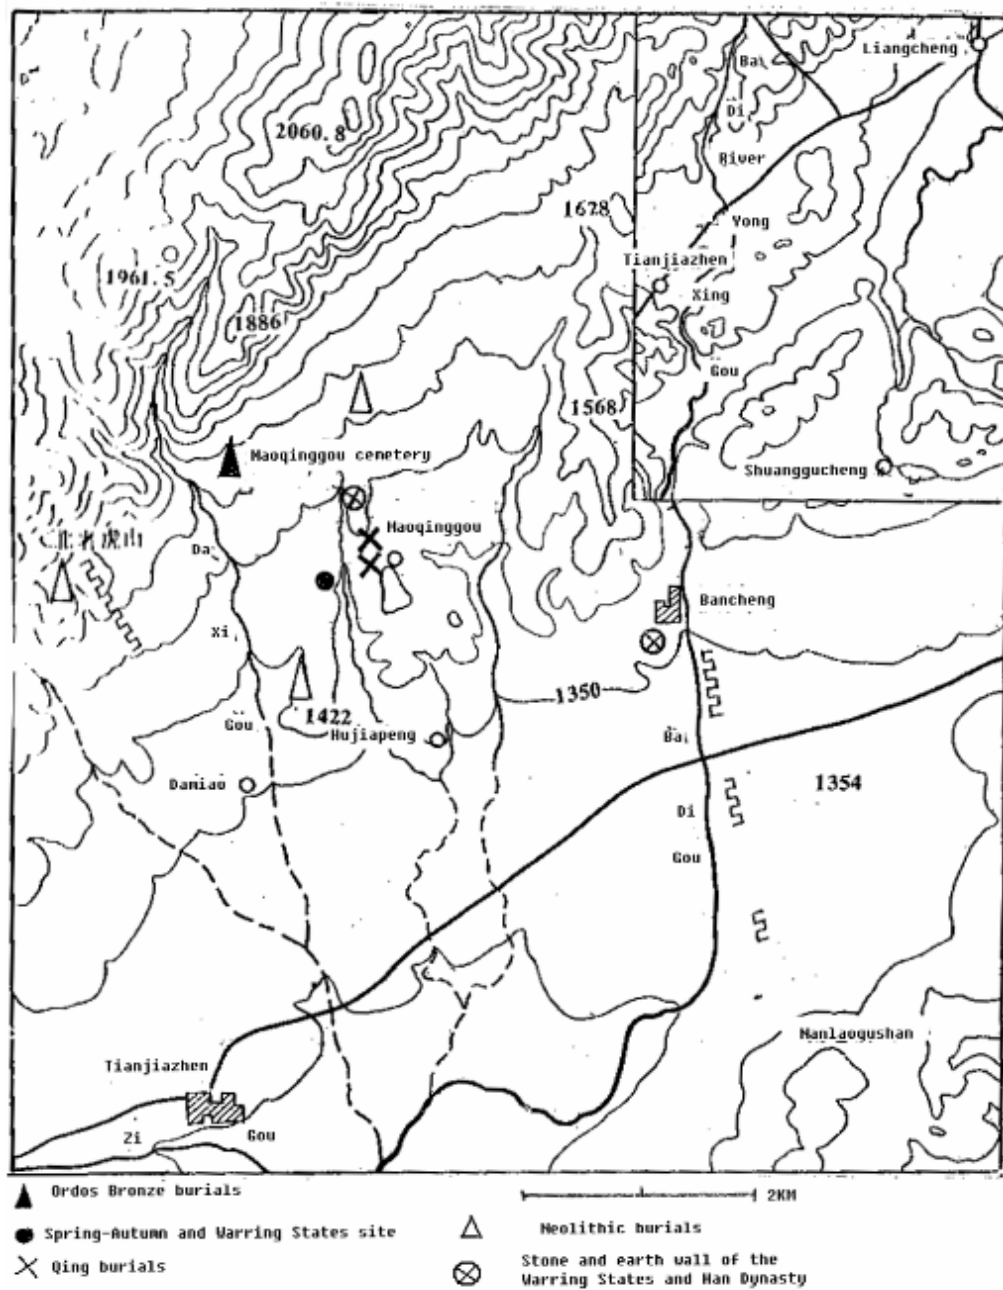 Liangcheng
Ba
Di
River
2060.8
1628
Yong
Tianjiazhen
1961.5
Xing
1886
Gou
1568
Maoqinggou cemetery
Shuanggucheng
Maoqinggou
Da
Bancheng
Xi
1350
1422
Gou
Hujiapeng
Ba
Damiao
1354
Di
Gou
Nanlaogushan
Tianjiazhen
Zi
Gou
Ordos Bronze burials
2KM
Spring-Autumn and Warring States site
Neolithic burials
Qing burials
Stone and earth wall of the
Warring States and Han Dynasty